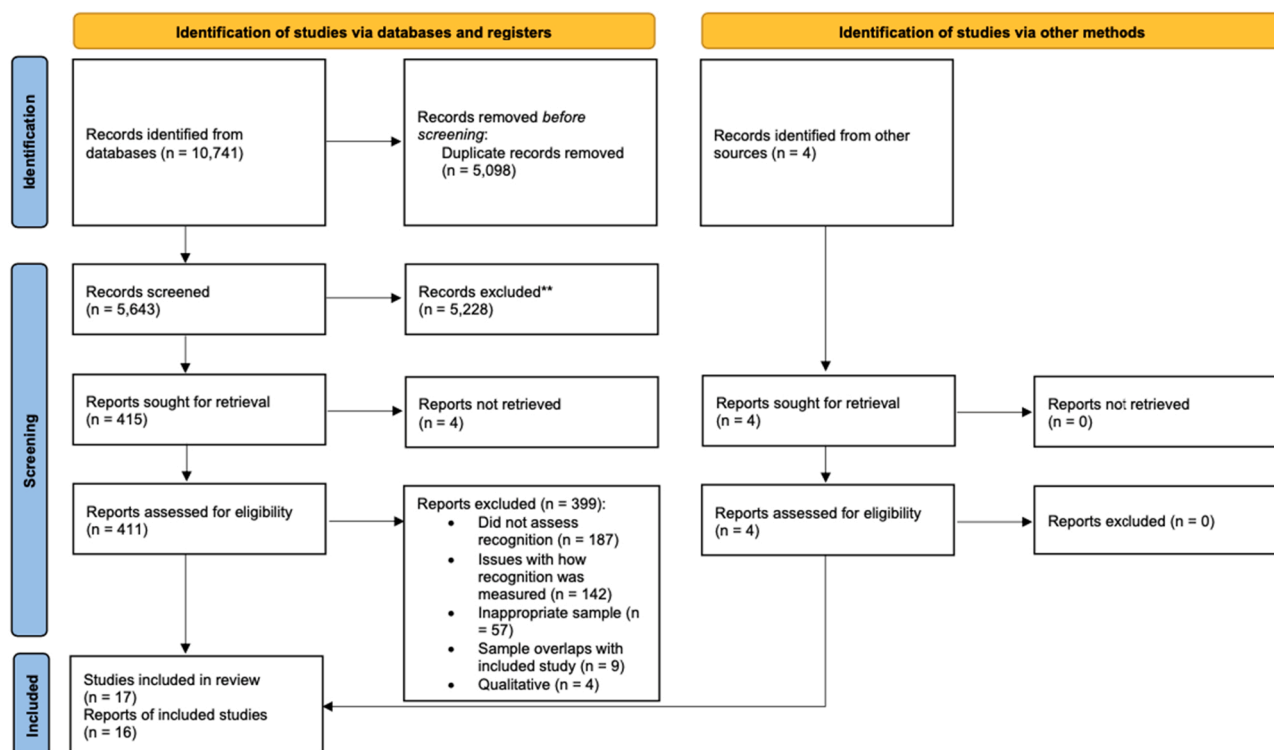 Identification of studies via databases and registers
Identification of studies via other methods
Identification
Records identified from
databases (n = 10,741)
Records removed before
screening:
Duplicate records removed
(n = 5,098)
Records identified from other
sources (n = 4)
Screening
Records screened
(n = 5,643)
Records excluded**
(n = 5,228)
Reports sought for retrieval
(n = 415)
Reports not retrieved
(n = 4)
Reports sought for retrieval
(n = 4)
Reports not retrieved
(n = 0)
Reports assessed for eligibility
(n = 411)
Reports excluded (n = 399):
• Did not assess
recognition (n = 187)
• Issues with how
recognition was
measured (n = 142)
• Inappropriate sample (n
= 57)
• Sample overlaps with
included study (n = 9)
• Qualitative (n = 4)
Reports assessed for eligibility
(n = 4)
Reports excluded (n = 0)
Included
Studies included in review
(n = 17)
Reports of included studies
(n = 16)